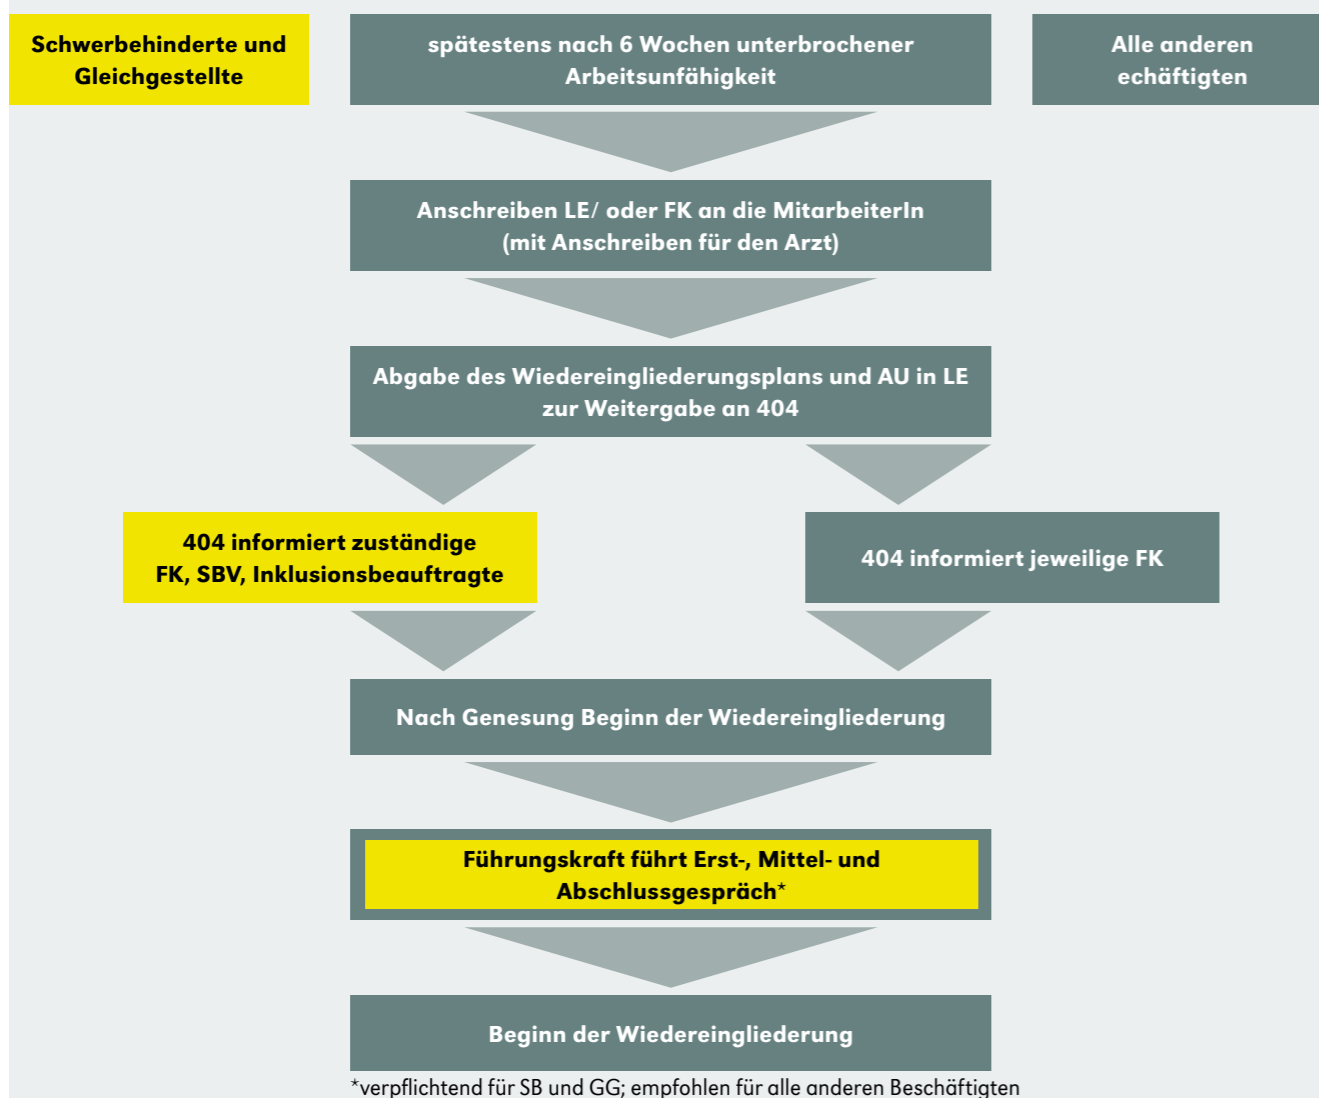 Schwerbehinderte und
Gleichgestellte
spätestens nach 6 Wochen unterbrochener
Arbeitsunfähigkeit
Alle anderen
echäftigten
Anschreiben LE/ oder FK an die MitarbeiterIn
(mit Anschreiben für den Arzt)
Abgabe des Wiedereingliederungsplans und AU in LE
zur Weitergabe an 404
404 informiert zuständige
FK, SBV, Inklusionsbeauftragte
404 informiert jeweilige FK
Nach Genesung Beginn der Wiedereingliederung
Führungskraft führt Erst-, Mittel- und
Abschlussgespräch*
Beginn der Wiedereingliederung
*verpflichtend für SB und GG; empfohlen für alle anderen Beschäftigten